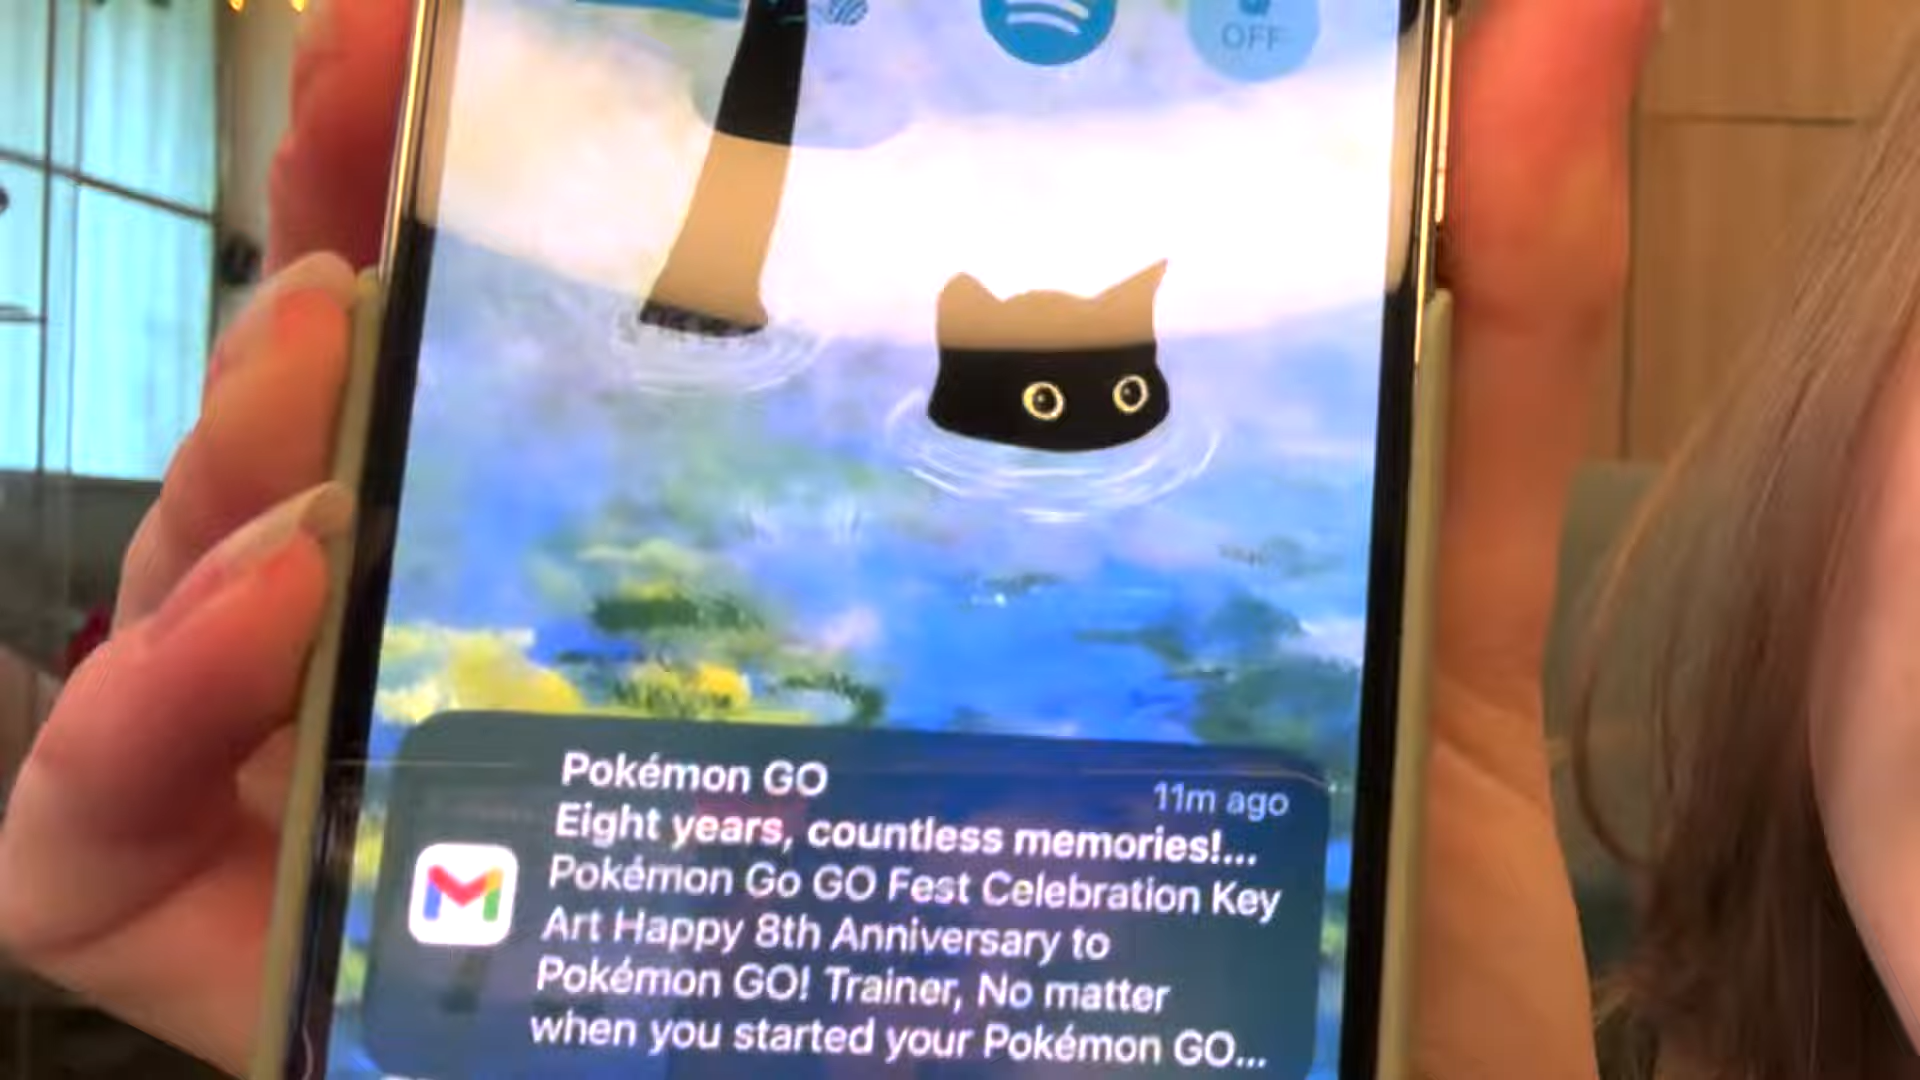 OFF
Pokémon GO
11m ago
Eight years, countless memories!...
Pokémon Go GO Fest Celebration Key
Art Happy 8th Anniversary to
Pokémon GO! Trainer, No matter
when you started your Pokémon GO...